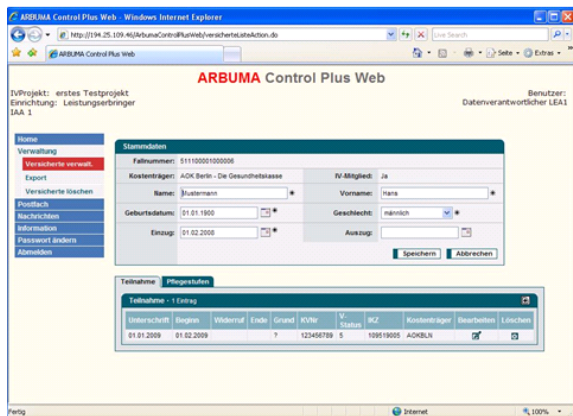 ARBUMA Control Plus Web - Windows Internet Explorer
http://194.25.109.46/ArbumaControlPlusWeb/versicherteListeAction.do
Live Search
ARBUMA Control Plus Web
Seite
Extras
ARBUMA Control Plus Web
IVProjekt: erstes Testprojekt
Einrichtung: Leistungserbringer
IAA 1
Benutzer:
Datenverantwortlicher LEA1
Home
Verwaltung
Versicherte verwalt.
Export
Versicherte löschen
Postfach
Nachrichten
Information
Passwort ändern
Abmelden
Stammdaten
Fallnummer: 511100001000006
Kostenträger: AOK Berlin - Die Gesundheitskasse IV-Mitglied: Ja
Name: Mustermann * Vorname: Hans *
Geburtsdatum: 01.01.1900 * Geschlecht: männlich *
Einzug: 01.02.2008 * Auszug:
Speichern Abbrechen
Teilnahme Pflegestufen
Teilnahme - 1 Eintrag
Unterschrift Beginn Widerruf Ende Grund KVNr V-Status IKZ Kostenträger Bearbeiten Löschen
01.01.2009 01.02.2009 ? 123456789 5 109519005 AOKBLN
Fertig
Internet
100%